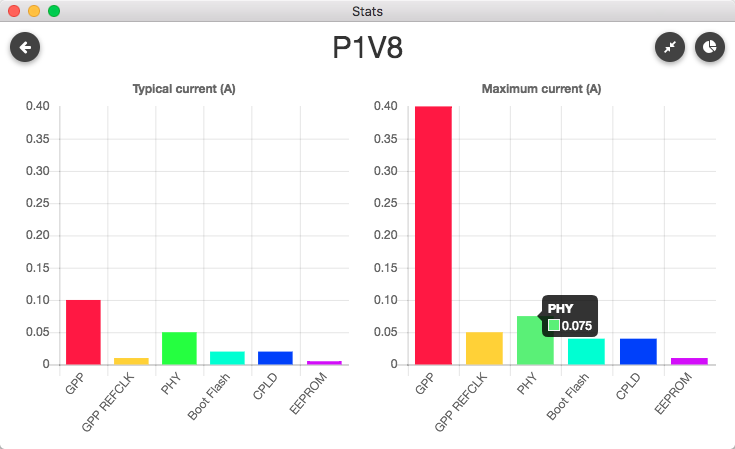 Stats
P1V8
Typical current (A)
0.40
0.35
0.30
0.25
0.20
0.15
0.10
0.05
0
GPP
GPP REFCLK
PHY
Boot Flash
CPLD
EEPROM
Maximum current (A)
0.40
0.35
0.30
0.25
0.20
0.15
0.10
0.05
0
PHY
0.075
GPP
GPP REFCLK
PHY
Boot Flash
CPLD
EEPROM